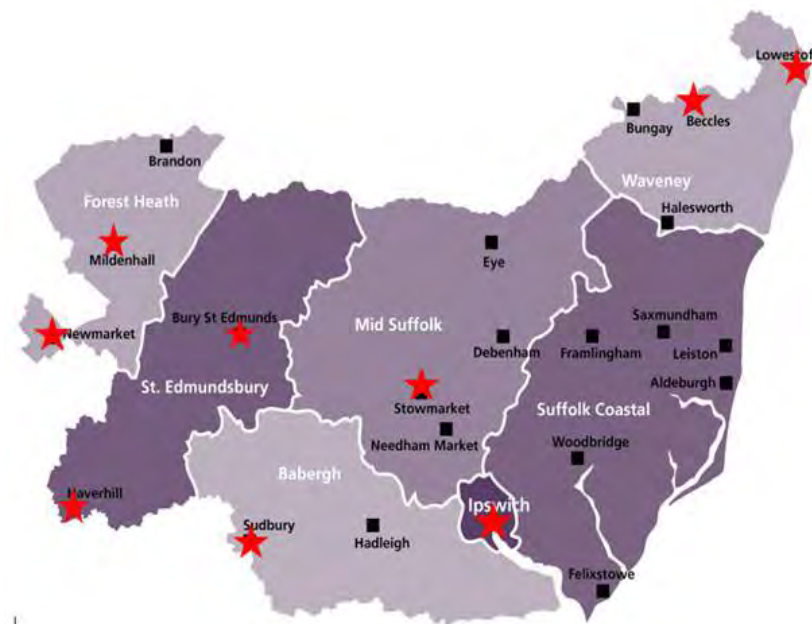 Lowestof
Beccles
Bungay
Brandon
Waveney
Forest Heath
Halesworth
Mildenhall
Eye
Saxmundham
Bury St Edmunds
Mid Suffolk
Newmarket
Debenham
Framlingham
Leiston
St. Edmundsbury
Aldeburgh
Stowmarket
Suffolk Coastal
Needham Market
Woodbridge
Babergh
Haverhill
Ipswich
Sudbury
Hadleigh
Felixstowe